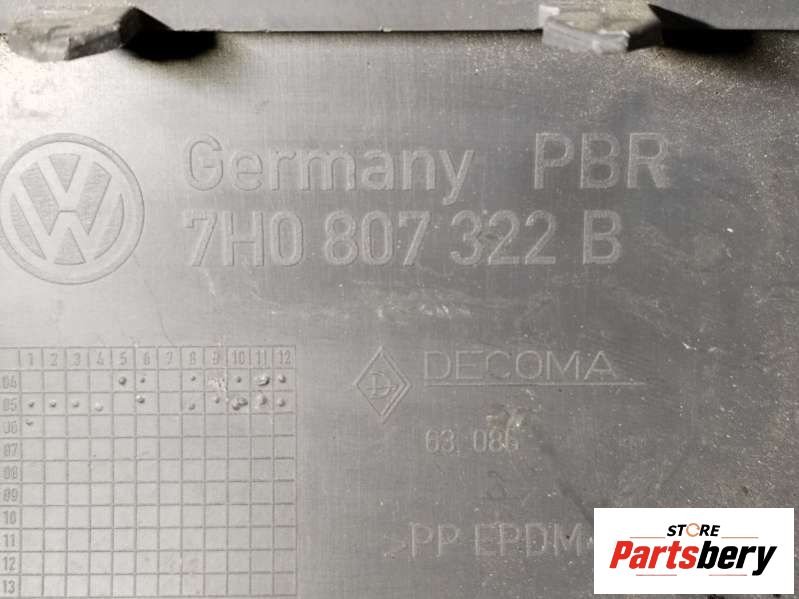 Germany PBR
7H0 807 322 B
1 2 3 4 5 6 7 8 9 10 11 12
04
05
06
07
08
09
10
11
12
13
D DECOMA
63, 086
>PP EPDM
STORE
Partsbery